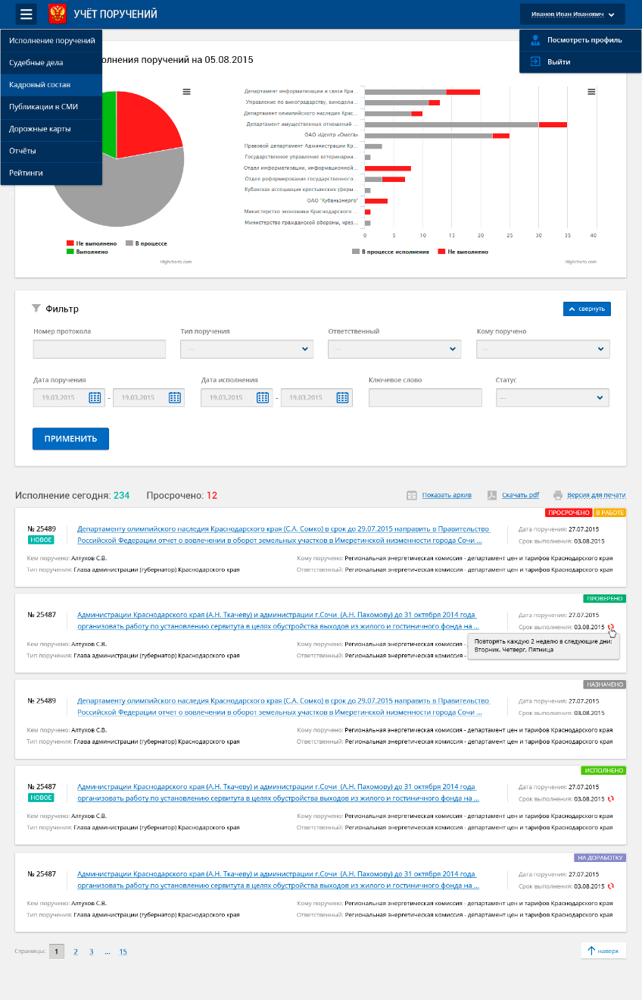 УЧЁТ ПОРУЧЕНИЙ
Иванов Иван Иванович
Посмотреть профиль
Выйти
Исполнение поручений
Судебные дела
Кадровый состав
Публикации в СМИ
Дорожные карты
Отчёты
Рейтинги
поручений на 05.08.2015
Не выполнено
В процессе
Выполнено
Highcharts.com
Департамент информатизации и связи Кра...
Управление по виноградарству, винодели...
Департамент олимпийского наследия Крас...
Департамент имущественных отношений ...
ОАО «Центр «Омега»
Правовой департамент Администрации Кр...
Государственное управление ветеринарии...
Отдел информатизации, информационной...
Отдел реформирования государственного...
Кубанская ассоциация крестьянских (ферм...
ОАО "Кубаньэнерго"
Министерство экономики Краснодарского ...
Министерство гражданской обороны, чрез...
0 5 10 15 20 25 30 35 40
В процессе исполнения
Не выполнено
Highcharts.com
Фильтр
свернуть
Номер протокола
Тип поручения
Ответственный
Кому поручено
---
---
---
Дата поручения
Дата исполнения
Ключевое слово
Статус
19.03.2015 - 19.03.2015
19.03.2015 - 19.03.2015
---
ПРИМЕНИТЬ
Исполнение сегодня: 234
Просрочено: 12
Показать архив
Скачать pdf
Версия для печати
ПРОСРОЧЕНО
В РАБОТЕ
№ 25489
НОВОЕ
Департаменту олимпийского наследия Краснодарского края (С.А. Сомко) в срок до 29.07.2015 направить в Правительство
Российской Федерации отчет о вовлечении в оборот земельных участков в Имеретинской низменности города Сочи ...
Дата поручения: 27.07.2015
Срок выполнения: 03.08.2015
Кем поручено: Алтухов С.В.
Кому поручено: Региональная энергетическая комиссия - департамент цен и тарифов Краснодарского края
Тип поручения: Глава администрации (губернатор) Краснодарского края
Ответственный: Региональная энергетическая комиссия - департамент цен и тарифов Краснодарского края
ПРОВЕРЕНО
№ 25487
Администрации Краснодарского края (А.Н. Ткачеву) и администрации г.Сочи (А.Н. Пахомову) до 31 октября 2014 года
организовать работу по установлению сервитута в целях обустройства выходов из жилого и гостиничного фонда на ...
Дата поручения: 27.07.2015
Срок выполнения: 03.08.2015
Повторять каждую 2 неделю в следующие дни:
Вторник, Четверг, Пятница
Кем поручено: Алтухов С.В.
Кому поручено: Региональная энергетическая комиссия -
Тип поручения: Глава администрации (губернатор) Краснодарского края
Ответственный: Региональная энергетическая комиссия - департамент цен и тарифов Краснодарского края
НАЗНАЧЕНО
№ 25489
Департаменту олимпийского наследия Краснодарского края (С.А. Сомко) в срок до 29.07.2015 направить в Правительство
Российской Федерации отчет о вовлечении в оборот земельных участков в Имеретинской низменности города Сочи ...
Дата поручения: 27.07.2015
Срок выполнения: 03.08.2015
Кем поручено: Алтухов С.В.
Кому поручено: Региональная энергетическая комиссия - департамент цен и тарифов Краснодарского края
Тип поручения: Глава администрации (губернатор) Краснодарского края
Ответственный: Региональная энергетическая комиссия - департамент цен и тарифов Краснодарского края
ИСПОЛНЕНО
№ 25487
НОВОЕ
Администрации Краснодарского края (А.Н. Ткачеву) и администрации г.Сочи (А.Н. Пахомову) до 31 октября 2014 года
организовать работу по установлению сервитута в целях обустройства выходов из жилого и гостиничного фонда на ...
Дата поручения: 27.07.2015
Срок выполнения: 03.08.2015
Кем поручено: Алтухов С.В.
Кому поручено: Региональная энергетическая комиссия - департамент цен и тарифов Краснодарского края
Тип поручения: Глава администрации (губернатор) Краснодарского края
Ответственный: Региональная энергетическая комиссия - департамент цен и тарифов Краснодарского края
НА ДОРАБОТКУ
№ 25487
Администрации Краснодарского края (А.Н. Ткачеву) и администрации г.Сочи (А.Н. Пахомову) до 31 октября 2014 года
организовать работу по установлению сервитута в целях обустройства выходов из жилого и гостиничного фонда на ...
Дата поручения: 27.07.2015
Срок выполнения: 03.08.2015
Кем поручено: Алтухов С.В.
Кому поручено: Региональная энергетическая комиссия - департамент цен и тарифов Краснодарского края
Тип поручения: Глава администрации (губернатор) Краснодарского края
Ответственный: Региональная энергетическая комиссия - департамент цен и тарифов Краснодарского края
Страницы: 1 2 3 ... 15
наверх